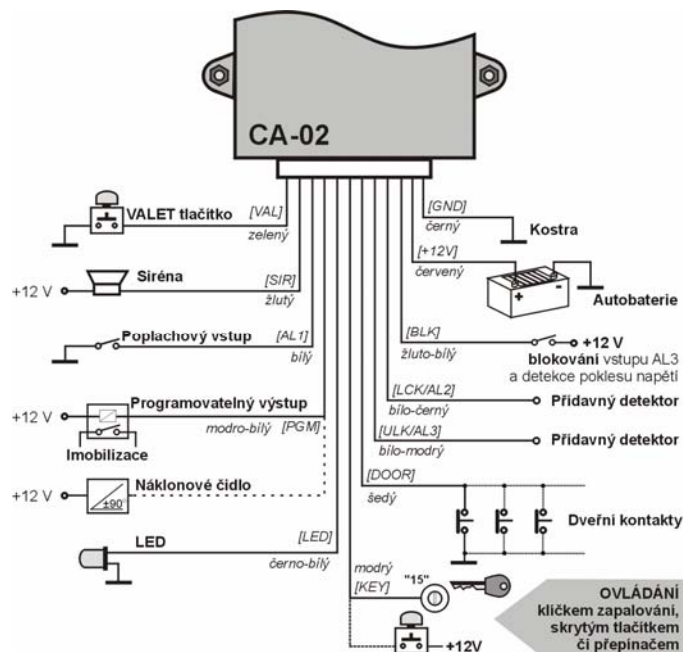 CA-02
VALET tlačítko
[VAL]
zelený
+12 V
Siréna
[SIR]
žlutý
Poplachový vstup
[AL1]
bílý
+12 V
Programovatelný výstup
modro-bílý
[PGM]
Imobilizace
+12 V
Náklonové čidlo
±90°
LED
[LED]
černo-bílý
[GND]
černý
Kostra
[+12V]
červený
+
-
Autobaterie
[BLK]
žluto-bílý
+12 V
blokování vstupu AL3
a detekce poklesu napětí
[LCK/AL2]
bílo-černý
Přídavný detektor
[ULK/AL3]
bílo-modrý
Přídavný detektor
[DOOR]
šedý
Dveřní kontakty
modrý
[KEY]
"15"
+12V
OVLÁDÁNÍ
klíčkem zapalování,
skrytým tlačítkem
či přepínačem